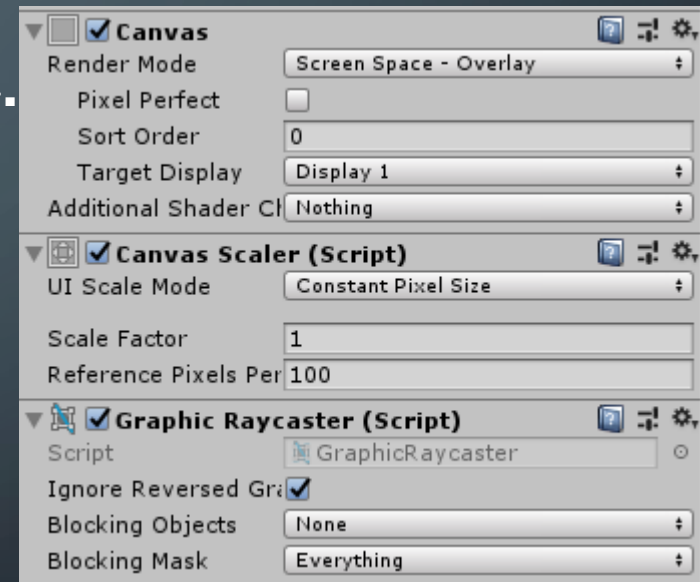 Canvas
Render Mode Screen Space - Overlay
Pixel Perfect
Sort Order 0
Target Display Display 1
Additional Shader Ch Nothing
Canvas Scaler (Script)
UI Scale Mode Constant Pixel Size
Scale Factor 1
Reference Pixels Per 100
Graphic Raycaster (Script)
Script GraphicRaycaster
Ignore Reversed Gra
Blocking Objects None
Blocking Mask Everything